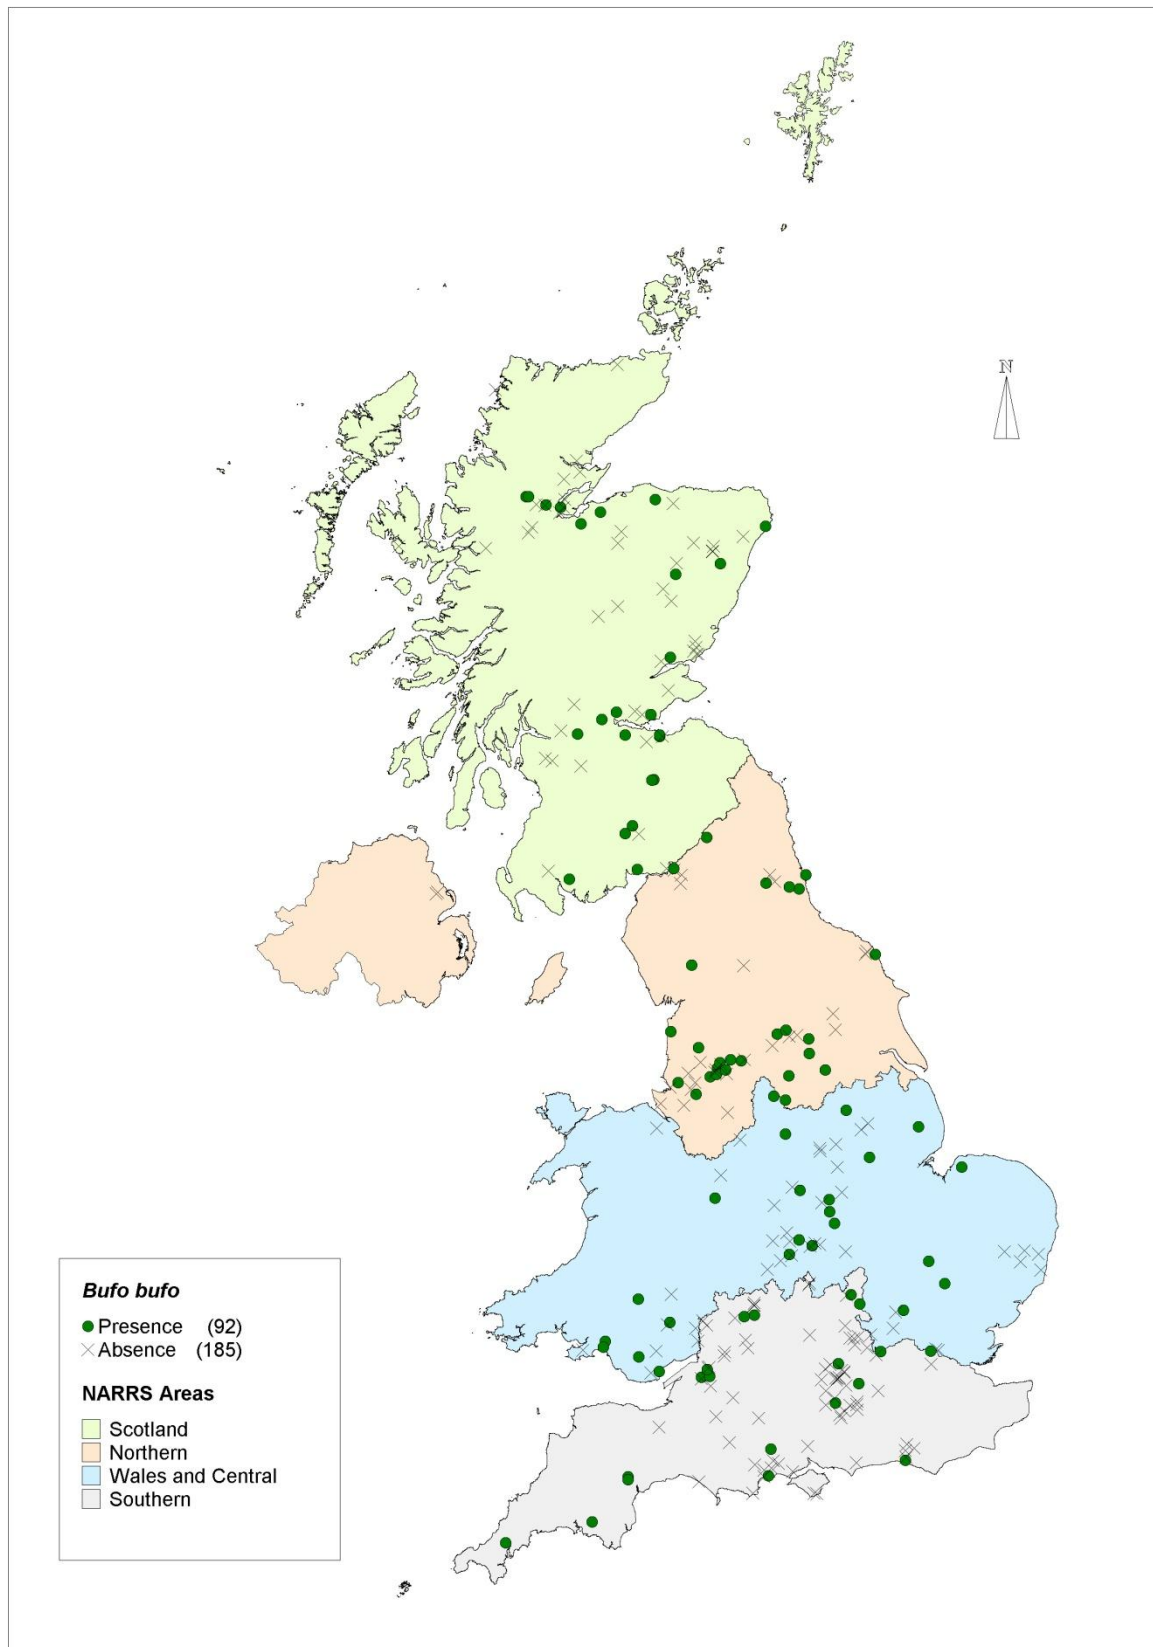 N
Bufo bufo
Presence (92)
Absence (185)
NARRS Areas
Scotland
Northern
Wales and Central
Southern